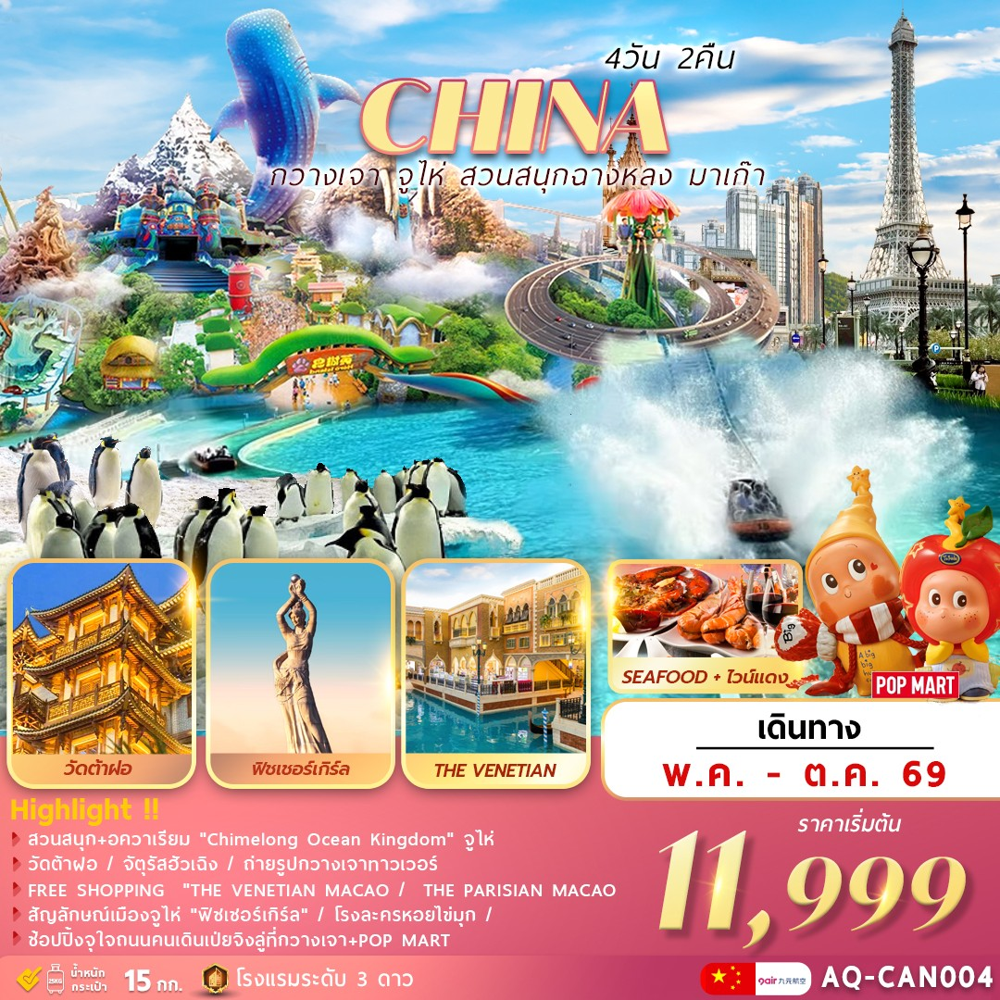 4วัน 2คืน
CHINA
กวางเจา จูไห่ สวนสนุกฉางหลง มาเก๊า
SEAFOOD + ไวน์แดง
Big
A big
POP MART
วัดต้าฝอ
ฟิชเชอร์เกิร์ล
THE VENETIAN
เดินทาง
พ.ค. - ต.ค. 69
Highlight !!
สวนสนุก+อควาเรียม "Chimelong Ocean Kingdom" จูไห่
วัดต้าฝอ / จัตุรัสฮัวเฉิง / ถ่ายรูปกวางเจาทาวเวอร์
FREE SHOPPING "THE VENETIAN MACAO / THE PARISIAN MACAO
สัญลักษณ์เมืองจูไห่ "ฟิชเชอร์เกิร์ล" / โรงละครหอยไข่มุก /
ช้อปปิ้งจุใจถนนคนเดินเป่ยจิงลู่ที่กวางเจา+POP MART
ราคาเริ่มต้น
11,999
25KG
น้ำหนัก
กระเป๋า
15 กก.
โรงแรมระดับ 3 ดาว
9air 九元航空
AQ-CAN004